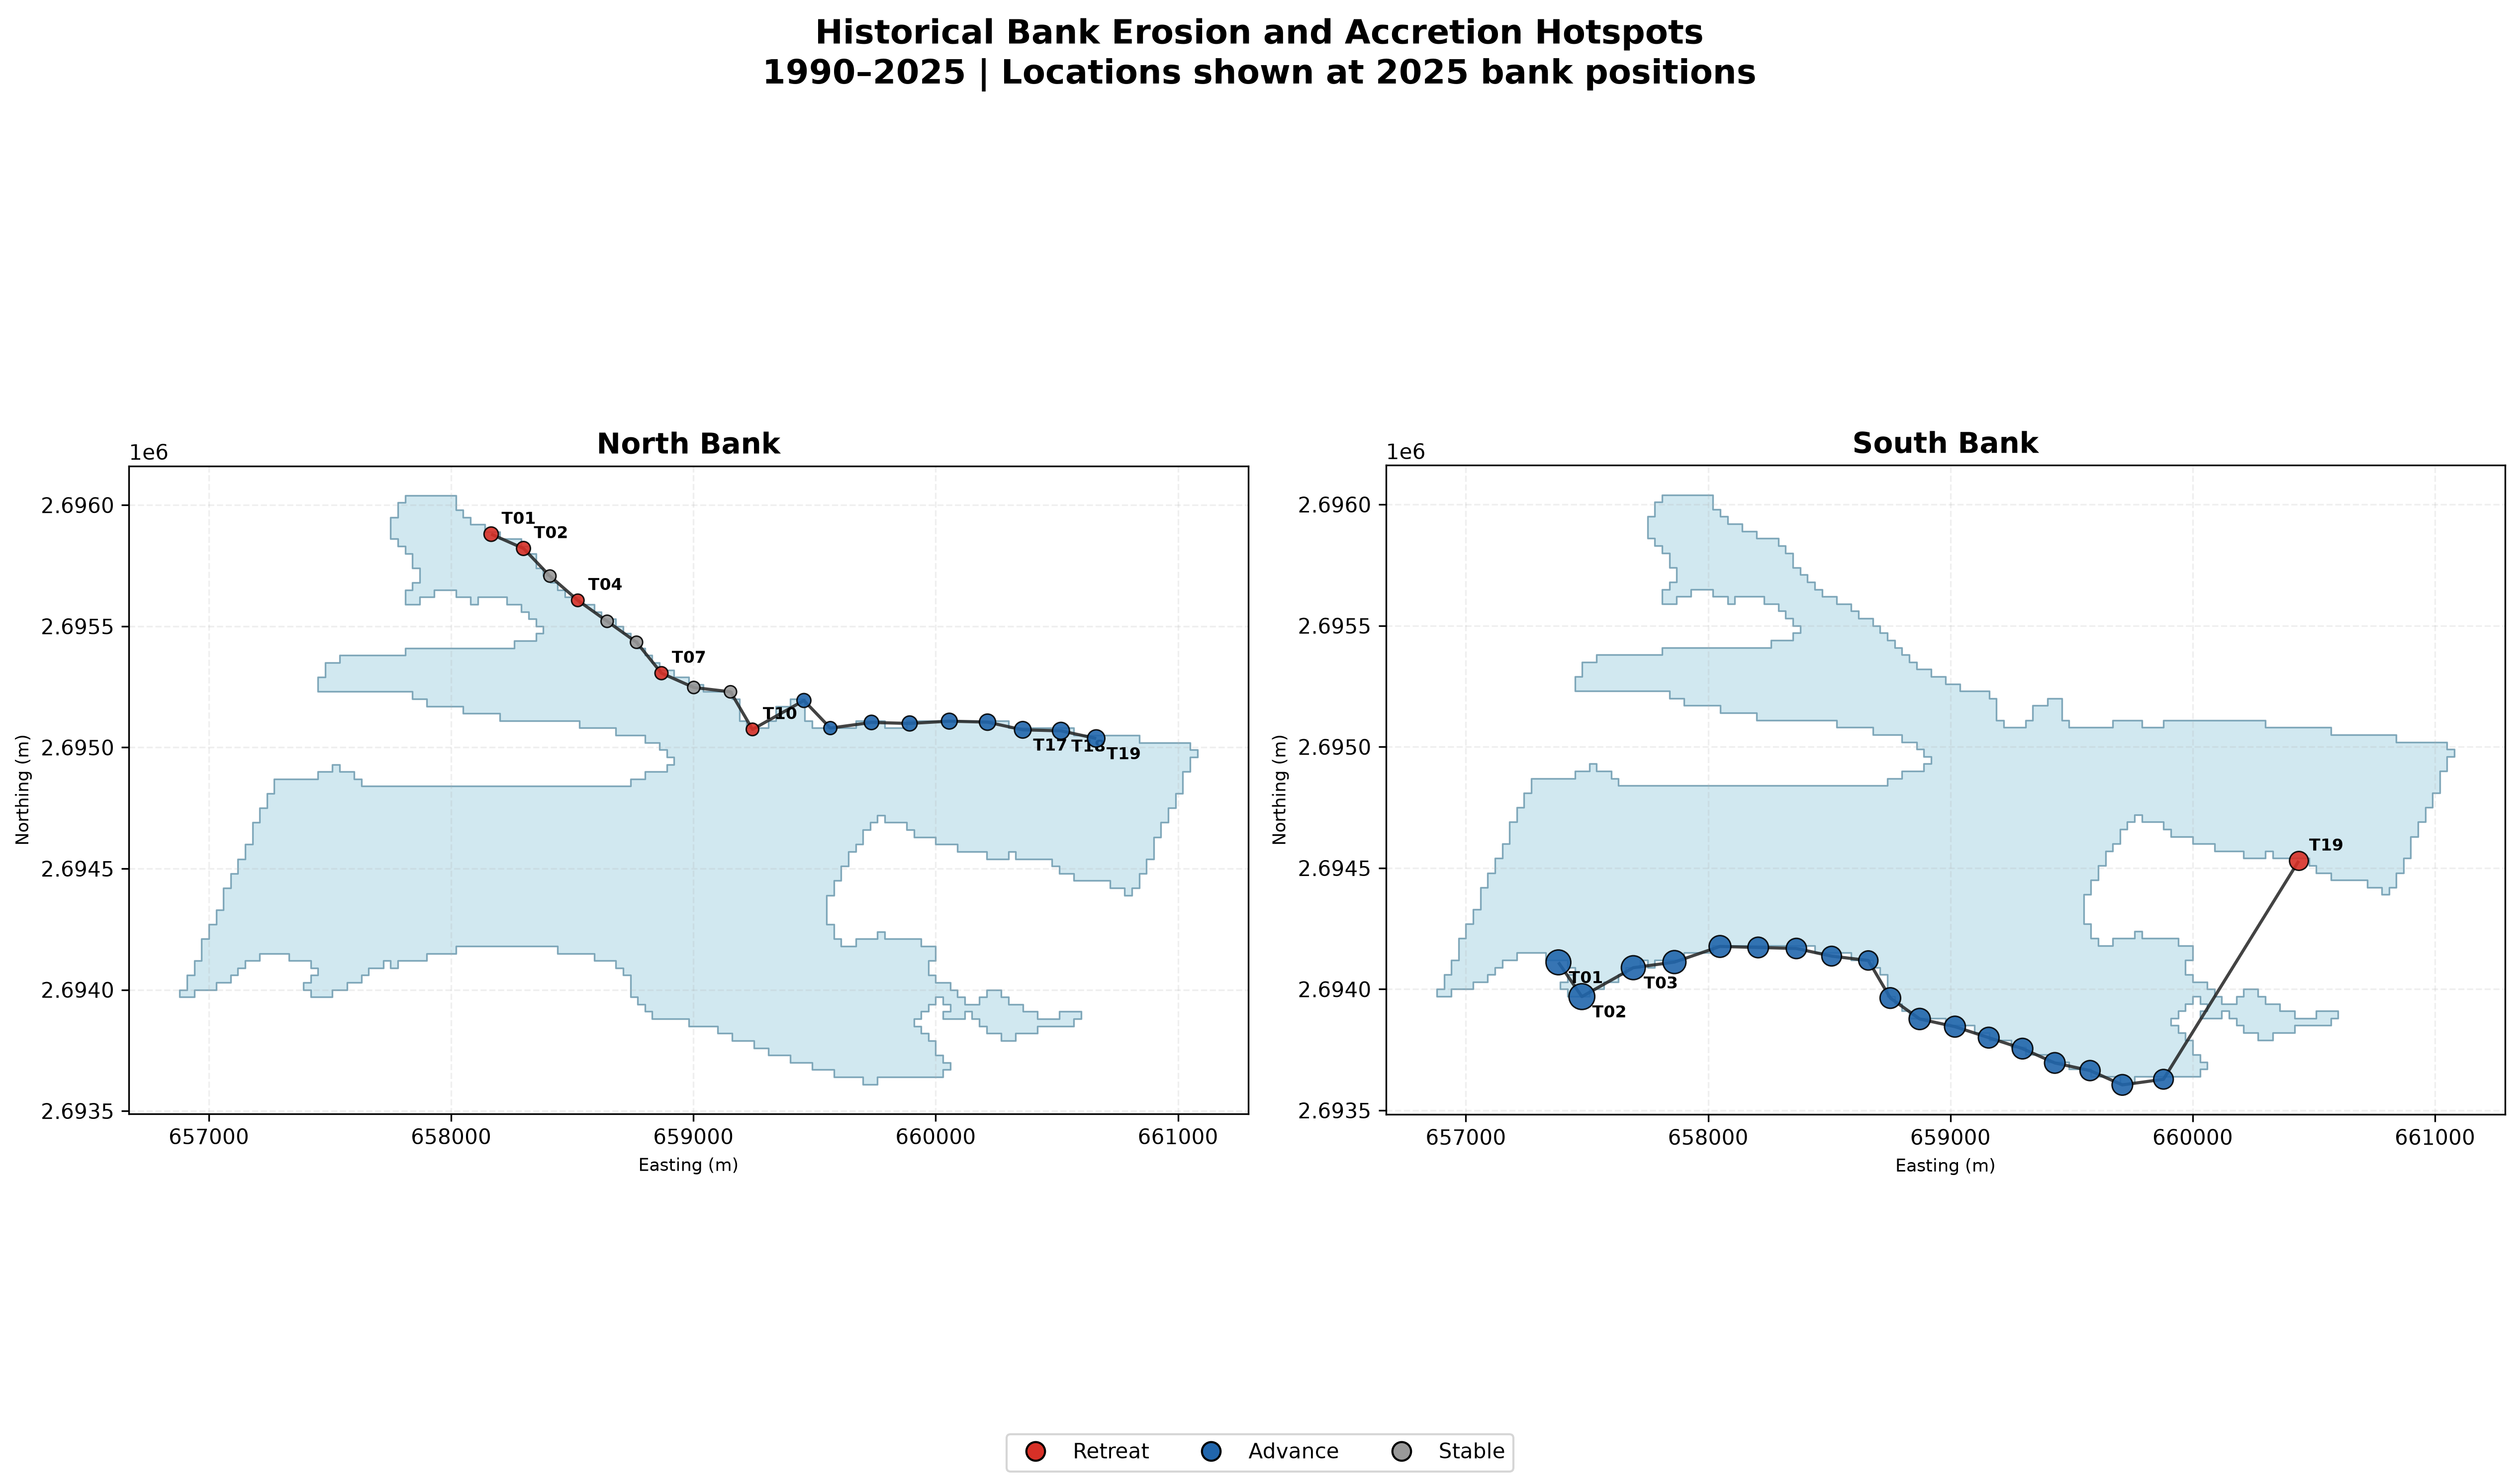 Historical Bank Erosion and Accretion Hotspots
1990–2025 | Locations shown at 2025 bank positions
North Bank
1e6
2.6960
2.6955
2.6950
2.6945
2.6940
2.6935
Northing (m)
T01
T02
T04
T07
T10
T17 T18 T19
657000 658000 659000 660000 661000
Easting (m)
South Bank
1e6
2.6960
2.6955
2.6950
2.6945
2.6940
2.6935
Northing (m)
T19
T01
T03
T02
657000 658000 659000 660000 661000
Easting (m)
Retreat Advance Stable